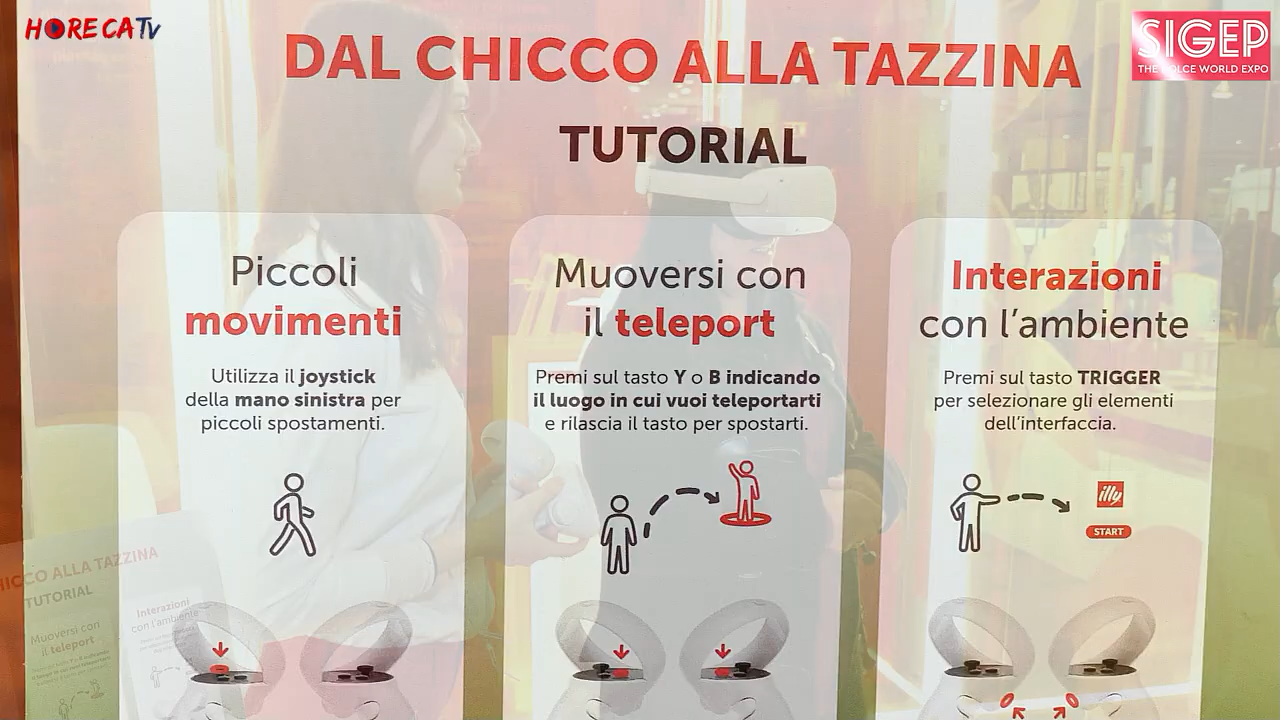 HORECATV
SIGEP
THE DOLCE WORLD EXPO
DAL CHICCO ALLA TAZZINA
TUTORIAL
Piccoli
movimenti
Utilizza il joystick
della mano sinistra per
piccoli spostamenti.
Muoversi con
il teleport
Premi sul tasto Y o B indicando
il luogo in cui vuoi teleportarti
e rilascia il tasto per spostarti.
Interazioni
con l'ambiente
Premi sul tasto TRIGGER
per selezionare gli elementi
dell'interfaccia.
illy
START
HICCO ALLA TAZZINA
TUTORIAL
Muoversi con
il teleport
Interazioni
con l'ambiente